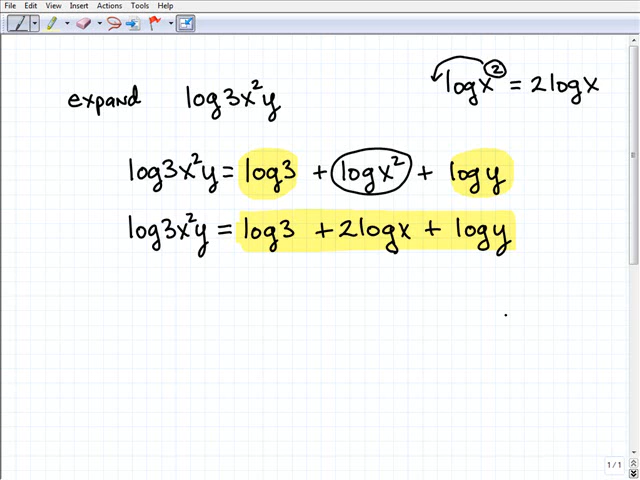 File Edit View Insert Actions Tools Help
expand log3x²y
logx² = 2logx
log3x²y = log3 + logx² + logy
log3x²y = log3 + 2logx + logy
1/1